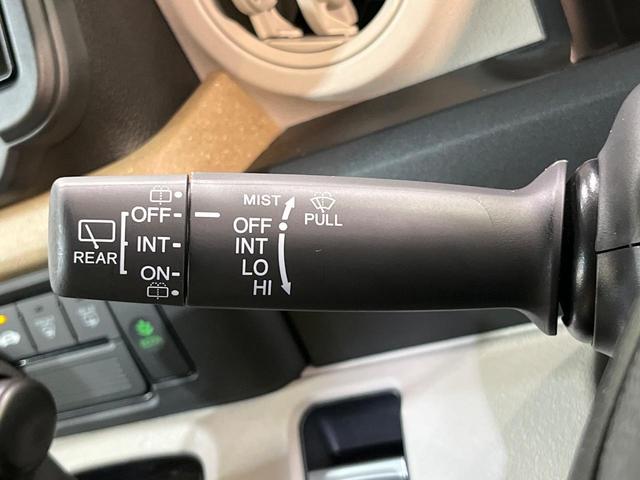 REAR
OFF
INT
ON
MIST
OFF
INT
LO
HI
PULL